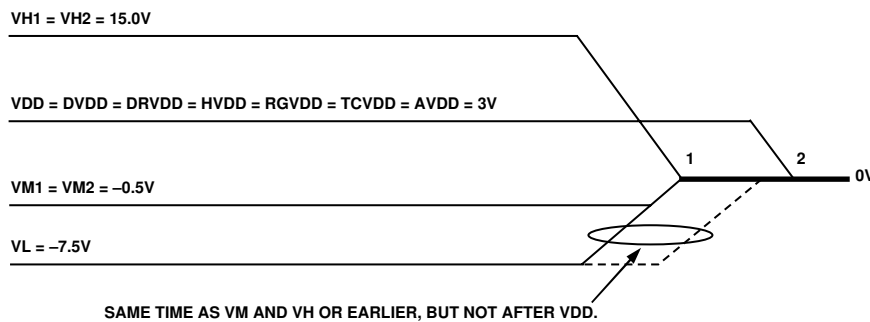 VH1 = VH2 = 15.0V
VDD = DVDD = DRVDD = HVDD = RGVDD = TCVDD = AVDD = 3V
1
2
0V
VM1 = VM2 = –0.5V
VL = –7.5V
SAME TIME AS VM AND VH OR EARLIER, BUT NOT AFTER VDD.